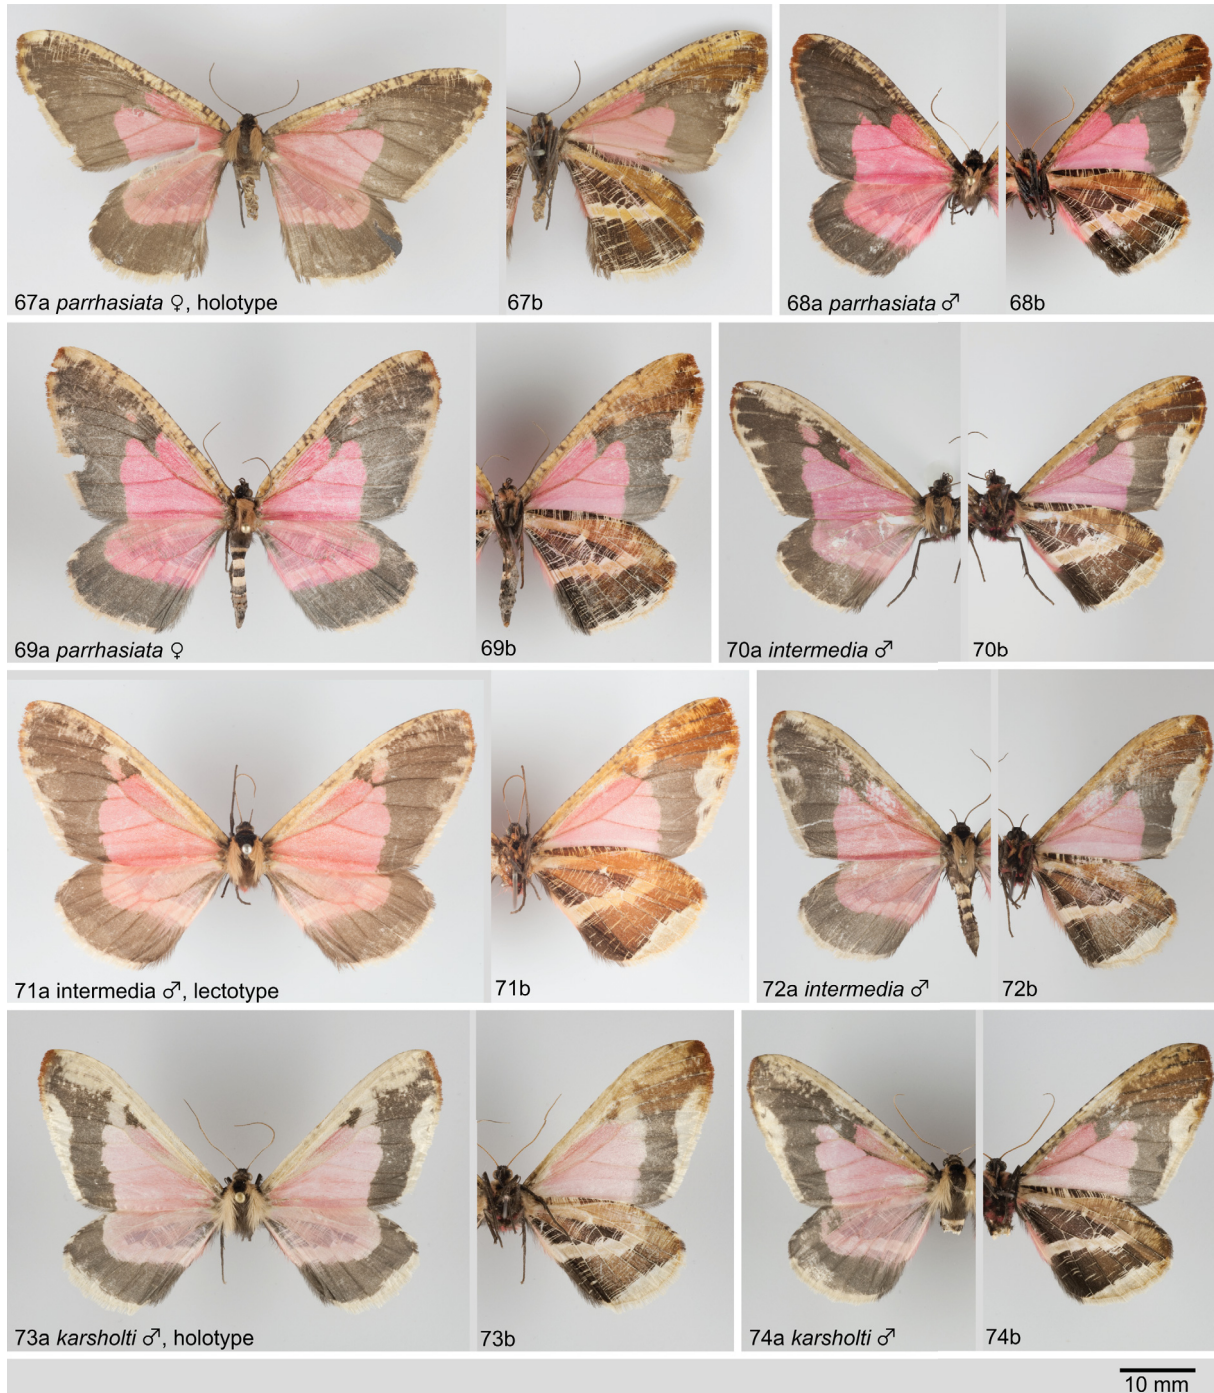 67a parrhasiata ♀, holotype
67b
68a parrhasiata ♂
68b
69a parrhasiata ♀
69b
70a intermedia ♂
70b
71a intermedia ♂, lectotype
71b
72a intermedia ♂
72b
73a karsholti ♂, holotype
73b
74a karsholti ♂
74b
10 mm